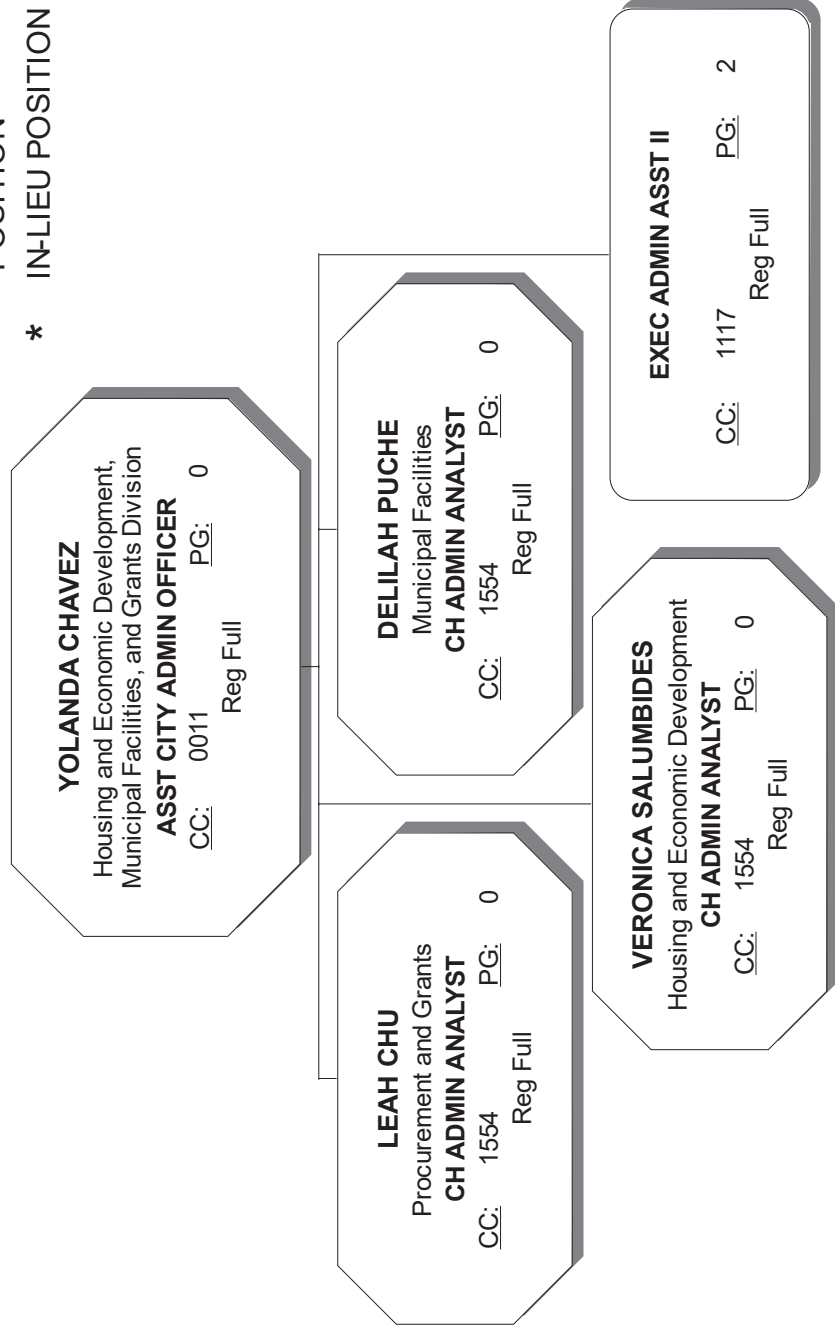 POSITION
* IN-LIEU POSITION
YOLANDA CHAVEZ
Housing and Economic Development,
Municipal Facilities, and Grants Division
ASST CITY ADMIN OFFICER
CC: 0011 PG: 0
Reg Full
LEAH CHU
Procurement and Grants
CH ADMIN ANALYST
CC: 1554 PG: 0
Reg Full
DELILAH PUCHE
Municipal Facilities
CH ADMIN ANALYST
CC: 1554 PG: 0
Reg Full
VERONICA SALUMBIDES
Housing and Economic Development
CH ADMIN ANALYST
CC: 1554 PG: 0
Reg Full
EXEC ADMIN ASST II
CC: 1117 PG: 2
Reg Full